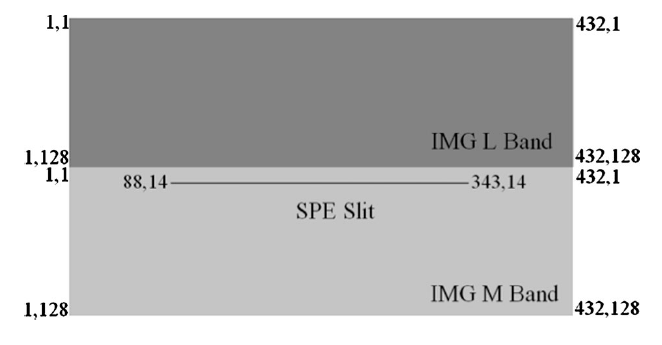 1,1 432,1
IMG L Band
1,128 432,128
1,1 432,1
88,14 343,14
SPE Slit
IMG M Band
1,128 432,128